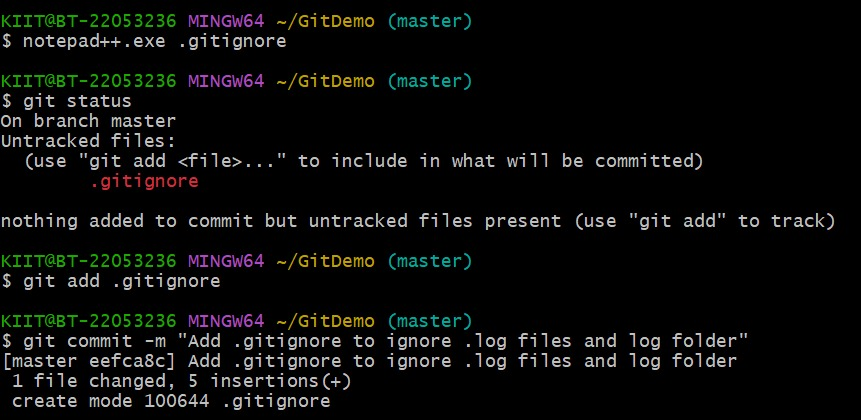 KIIT@BT-22053236 MINGW64 ~/GitDemo (master)
$ notepad++.exe .gitignore
KIIT@BT-22053236 MINGW64 ~/GitDemo (master)
$ git status
On branch master
Untracked files:
  (use "git add <file>..." to include in what will be committed)
        .gitignore
nothing added to commit but untracked files present (use "git add" to track)
KIIT@BT-22053236 MINGW64 ~/GitDemo (master)
$ git add .gitignore
KIIT@BT-22053236 MINGW64 ~/GitDemo (master)
$ git commit -m "Add .gitignore to ignore .log files and log folder"
[master eefca8c] Add .gitignore to ignore .log files and log folder
 1 file changed, 5 insertions(+)
 create mode 100644 .gitignore